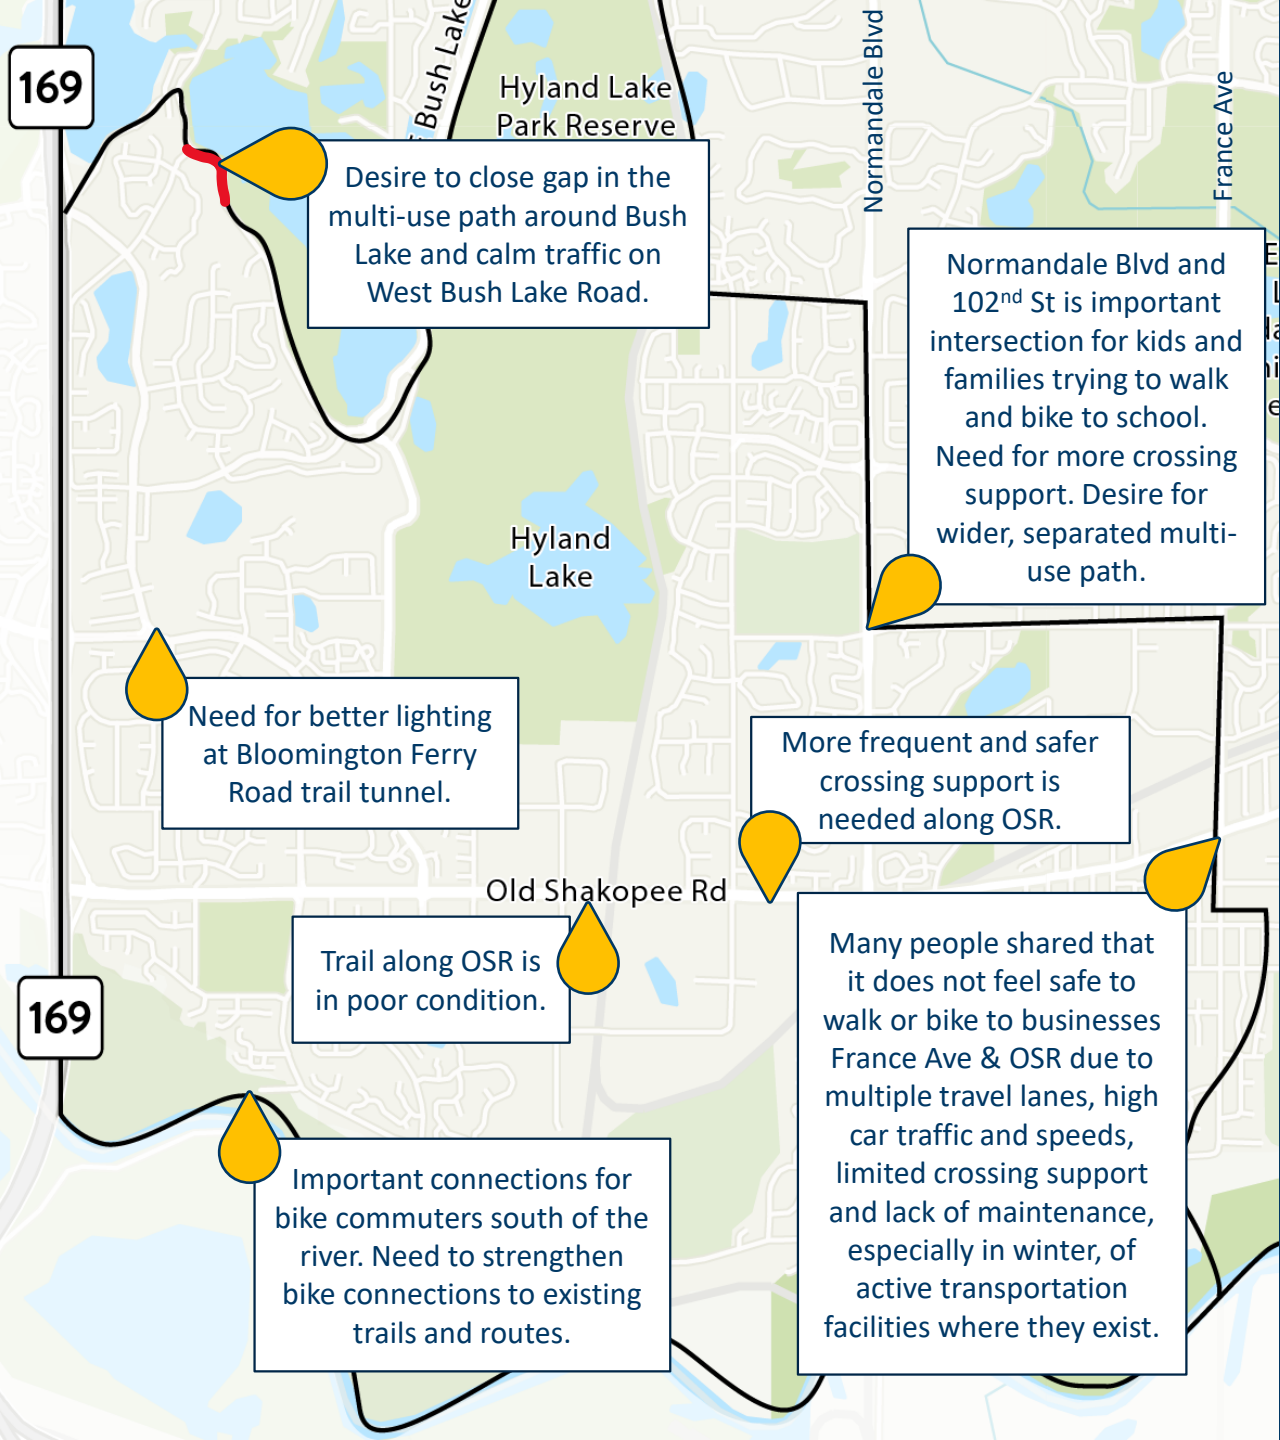 169
Bush Lake
Hyland Lake
Park Reserve
Normandale Blvd
France Ave
Desire to close gap in the
multi-use path around Bush
Lake and calm traffic on
West Bush Lake Road.
Normandale Blvd and
102nd St is important
intersection for kids and
families trying to walk
and bike to school.
Need for more crossing
support. Desire for
wider, separated multi-
use path.
Hyland
Lake
Need for better lighting
at Bloomington Ferry
Road trail tunnel.
More frequent and safer
crossing support is
needed along OSR.
Old Shakopee Rd
Trail along OSR is
in poor condition.
Many people shared that
it does not feel safe to
walk or bike to businesses
France Ave & OSR due to
multiple travel lanes, high
car traffic and speeds,
limited crossing support
and lack of maintenance,
especially in winter, of
active transportation
facilities where they exist.
169
Important connections for
bike commuters south of the
river. Need to strengthen
bike connections to existing
trails and routes.